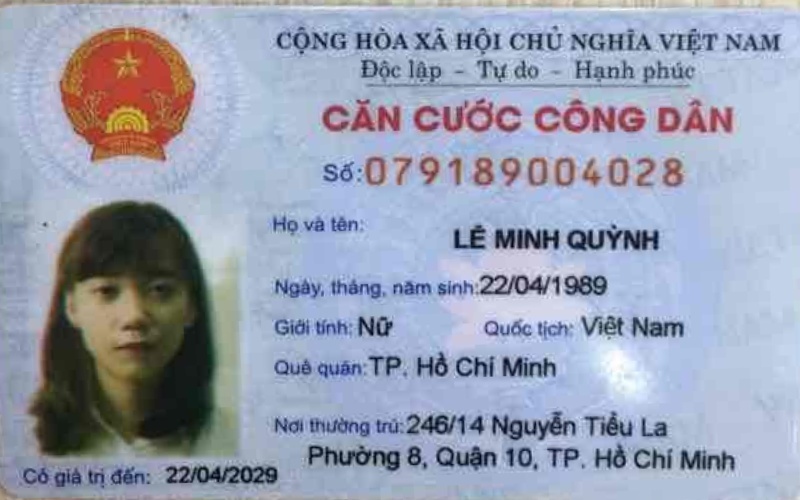 CỘNG HÒA XÃ HỘI CHỦ NGHĨA VIỆT NAM
Độc lập - Tự do - Hạnh phúc
CĂN CƯỚC CÔNG DÂN
Số: 079189004028
Họ và tên:
LÊ MINH QUỲNH
Ngày, tháng, năm sinh: 22/04/1989
Giới tính: Nữ Quốc tịch: Việt Nam
Quê quán: TP. Hồ Chí Minh
Nơi thường trú: 246/14 Nguyễn Tiểu La
Phường 8, Quận 10, TP. Hồ Chí Minh
Có giá trị đến: 22/04/2029